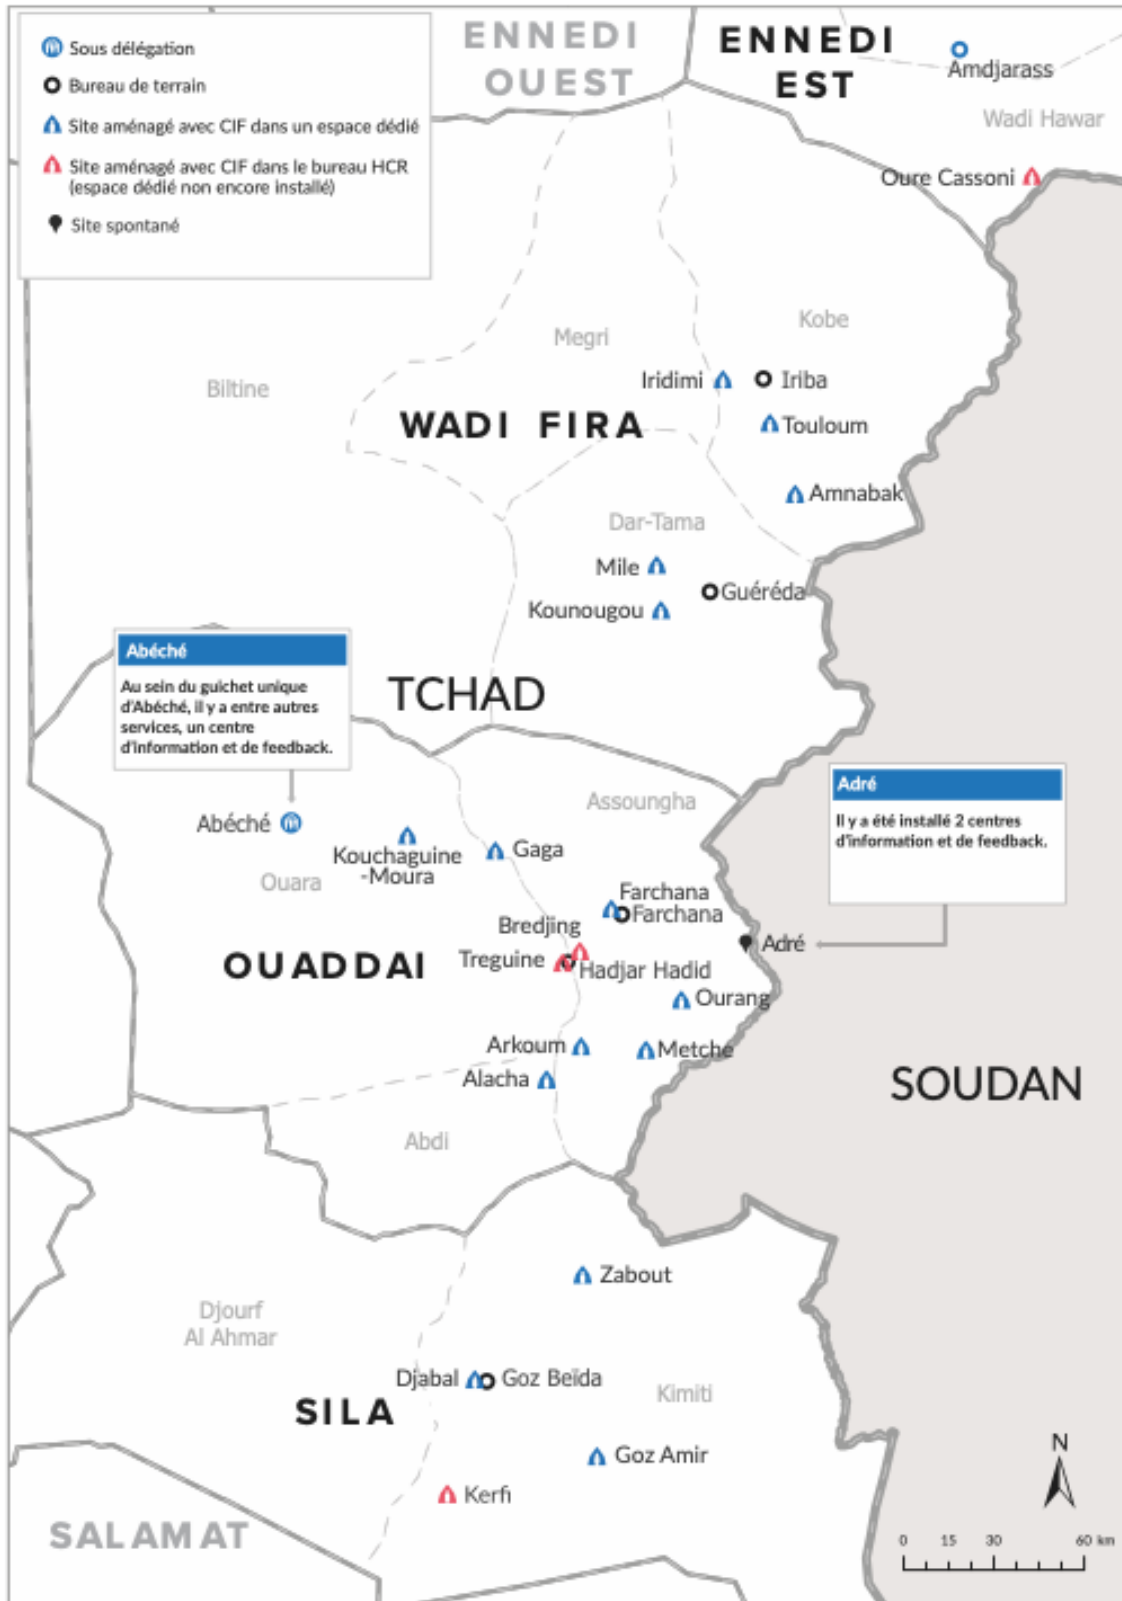 Sous délégation
Bureau de terrain
Site aménagé avec CIF dans un espace dédié
Site aménagé avec CIF dans le bureau HCR
(espace dédié non encore installé)
Site spontané
ENNEDI
OUEST
ENNEDI
EST
Amdjarass
Wadi Hawar
Oure Cassoni
Kobe
Megri
Biltine
Iridimi
Iriba
WADI FIRA
Touloum
Amnabak
Dar-Tama
Mile
Guéréda
Kounougou
Abéché
Au sein du guichet unique
d'Abéché, il y a entre autres
services, un centre
d'information et de feedback.
TCHAD
Adré
Il y a été installé 2 centres
d'information et de feedback.
Assoungha
Abéché
Kouchaguine
-Moura
Gaga
Ouara
Farchana
Farchana
Bredjing
Treguine
Hadjar Hadid
Adré
OUADDAI
Ourang
Arkoum
Metche
Alacha
SOUDAN
Abdi
Zabout
Djourf
Al Ahmar
Djabal
Goz Beïda
Kimiti
SILA
Goz Amir
Kerfi
N
SALAMAT
0 15 30 60 km